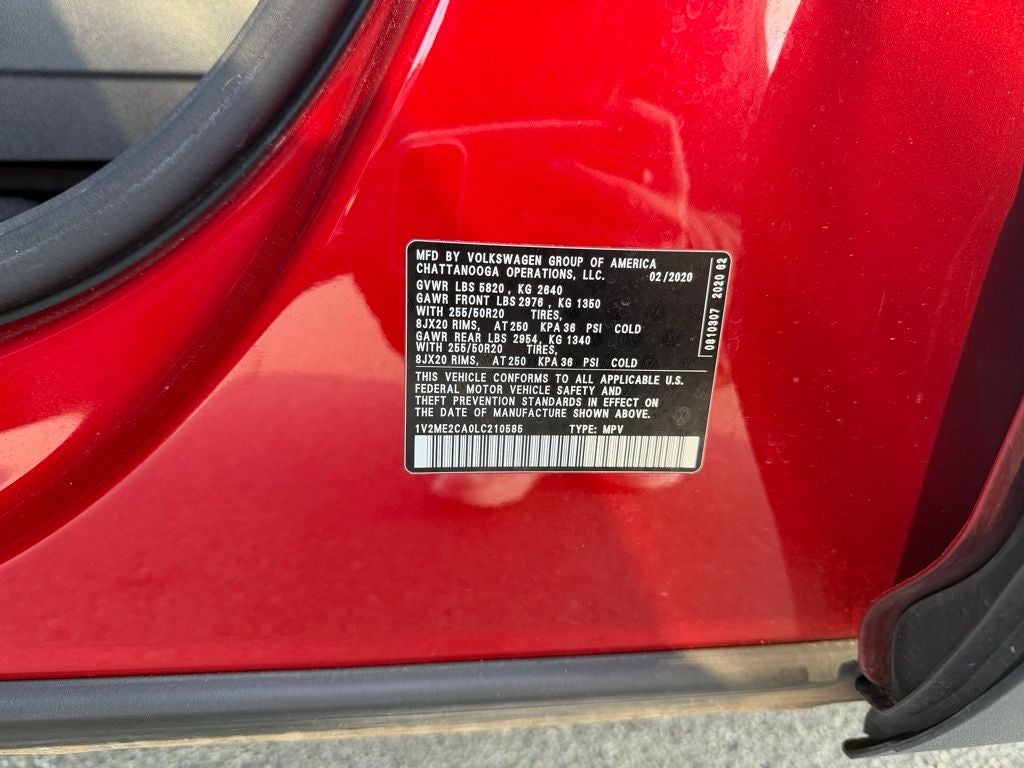 MFD BY VOLKSWAGEN GROUP OF AMERICA
CHATTANOOGA OPERATIONS, LLC. 02/2020
GVWR LBS 5820 , KG 2640
GAWR FRONT LBS 2976 , KG 1350
WITH 255/50R20 TIRES,
8JX20 RIMS, AT 250 KPA 36 PSI COLD
GAWR REAR LBS 2954, KG 1340
WITH 255/50R20 TIRES,
8JX20 RIMS, AT 250 KPA 36 PSI COLD
THIS VEHICLE CONFORMS TO ALL APPLICABLE U.S.
FEDERAL MOTOR VEHICLE SAFETY AND
THEFT PREVENTION STANDARDS IN EFFECT ON
THE DATE OF MANUFACTURE SHOWN ABOVE.
1V2ME2CA0LC210585 TYPE: MPV
0810307 2020 62